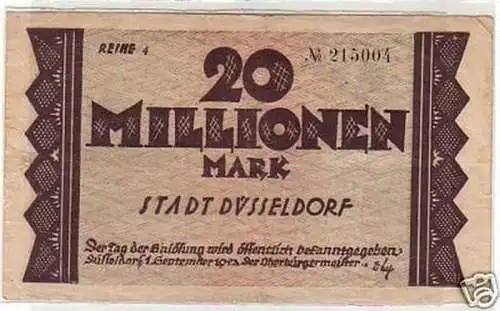 REIHE 4
№ 215004
20
MILLIONEN
MARK
STADT DÜSSELDORF
Der Tag der Einlösung wird öffentlich bekanntgegeben
Düsseldorf, 1. September 1923 Der Oberbürgermeister